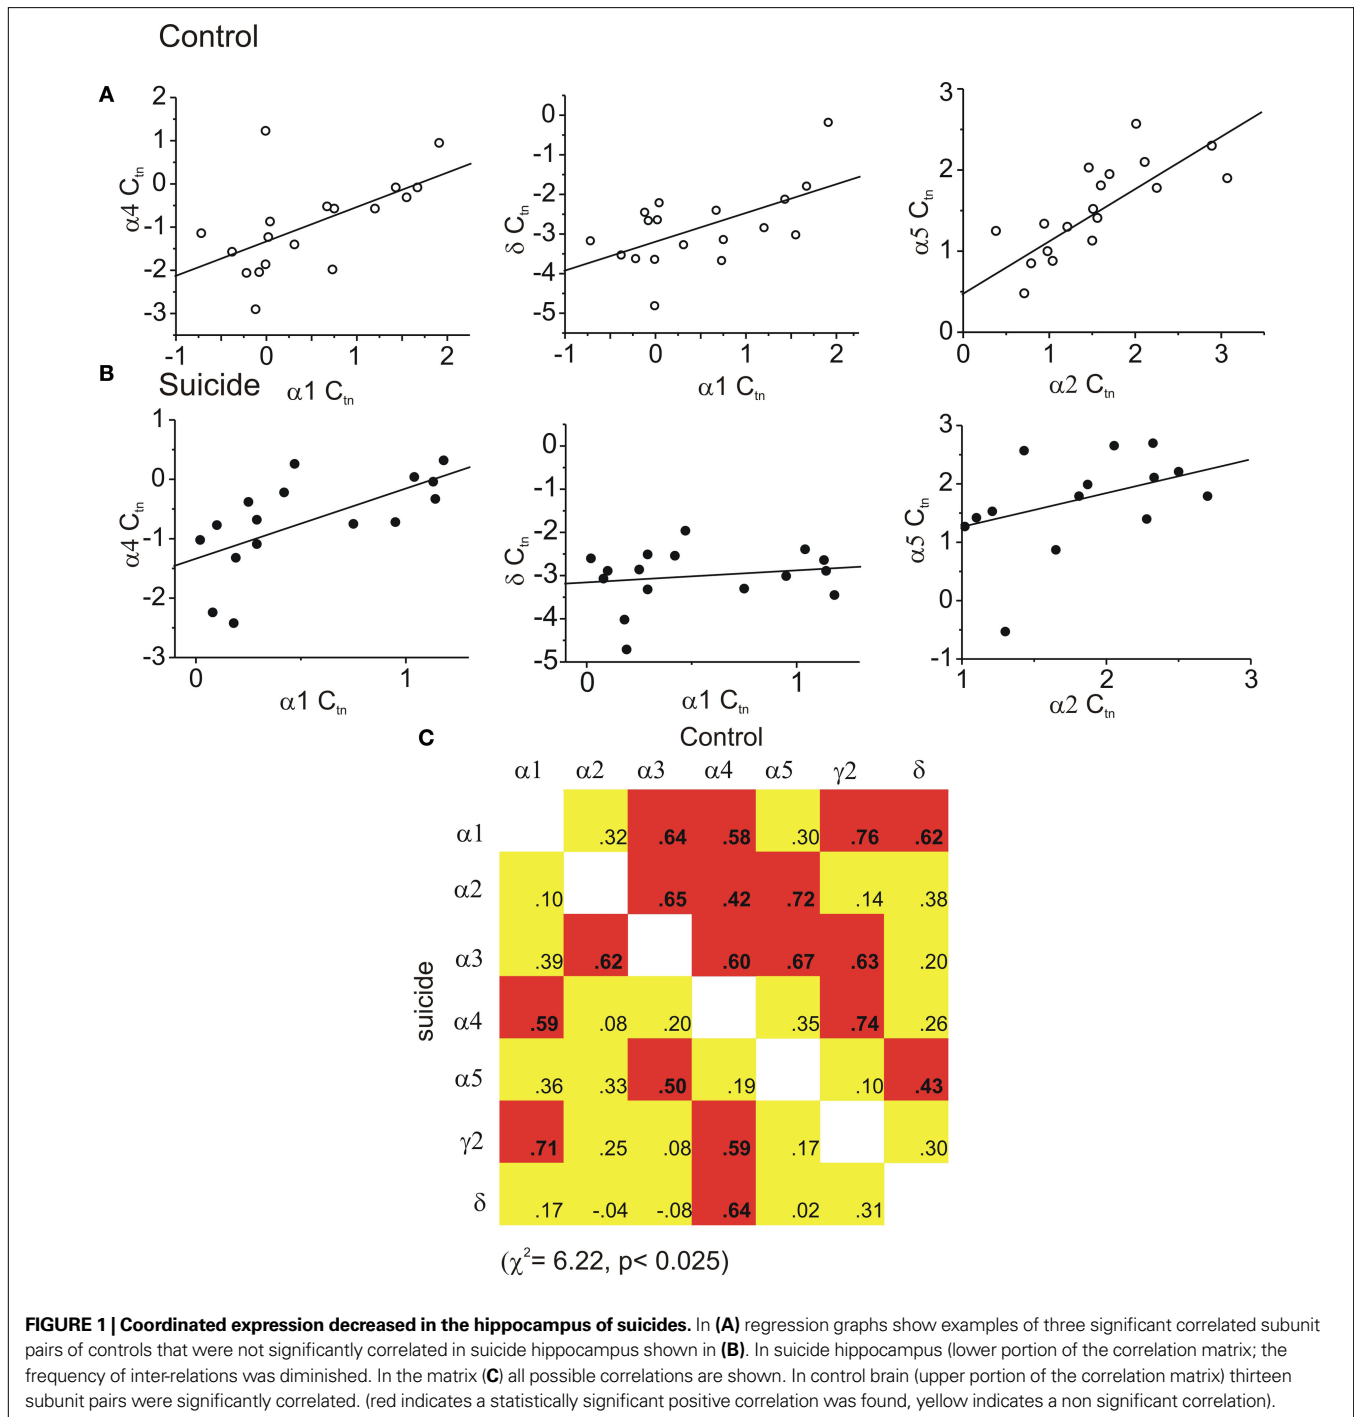 Control
A
2
1
0
-1
-2
-3
α4 Ctn
-1 0 1 2
α1 Ctn
0
-1
-2
-3
-4
-5
δ Ctn
-1 0 1 2
α1 Ctn
3
2
1
0
α5 Ctn
0 1 2 3
α2 Ctn
B
Suicide
1
0
-1
-2
-3
α4 Ctn
0 1
α1 Ctn
0
-1
-2
-3
-4
-5
δ Ctn
0 1
α1 Ctn
3
2
1
0
-1
α5 Ctn
1 2 3
α2 Ctn
C
Control
α1 α2 α3 α4 α5 γ2 δ
suicide
α1 .32 .64 .58 .30 .76 .62
α2 .10 .65 .42 .72 .14 .38
α3 .39 .62 .60 .67 .63 .20
α4 .59 .08 .20 .35 .74 .26
α5 .36 .33 .50 .19 .10 .43
γ2 .71 .25 .08 .59 .17 .30
δ .17 -.04 -.08 .64 .02 .31
(χ²= 6.22, p< 0.025)
FIGURE 1 | Coordinated expression decreased in the hippocampus of suicides. In (A) regression graphs show examples of three significant correlated subunit
pairs of controls that were not significantly correlated in suicide hippocampus shown in (B). In suicide hippocampus (lower portion of the correlation matrix; the
frequency of inter-relations was diminished. In the matrix (C) all possible correlations are shown. In control brain (upper portion of the correlation matrix) thirteen
subunit pairs were significantly correlated. (red indicates a statistically significant positive correlation was found, yellow indicates a non significant correlation).